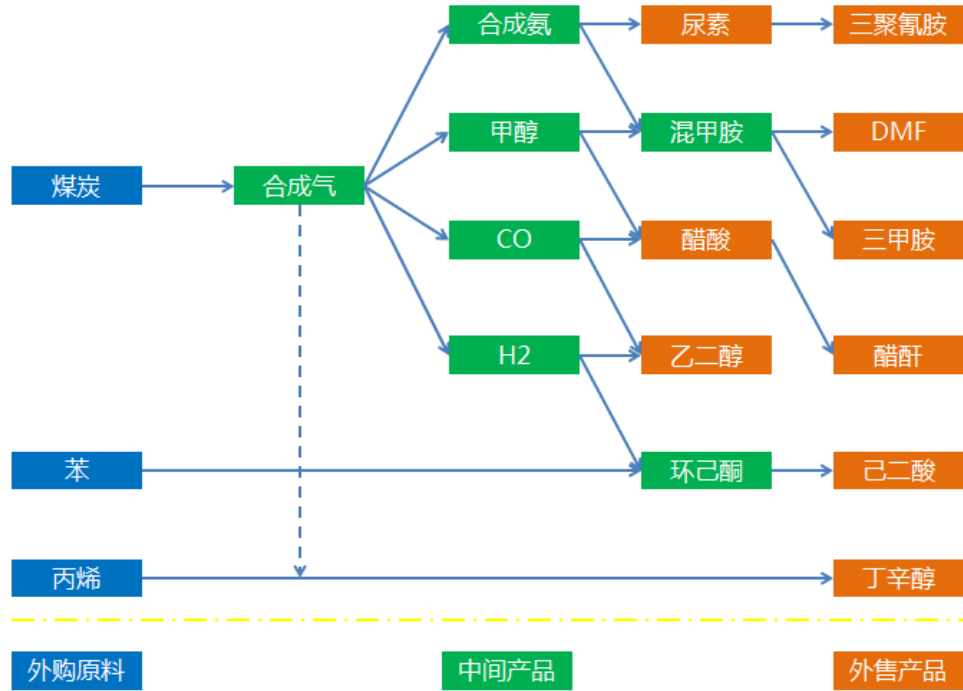 合成氨
尿素
三聚氰胺
甲醇
混甲胺
DMF
煤炭
合成气
CO
醋酸
三甲胺
H2
乙二醇
醋酐
苯
环己酮
己二酸
丙烯
丁辛醇
外购原料
中间产品
外售产品